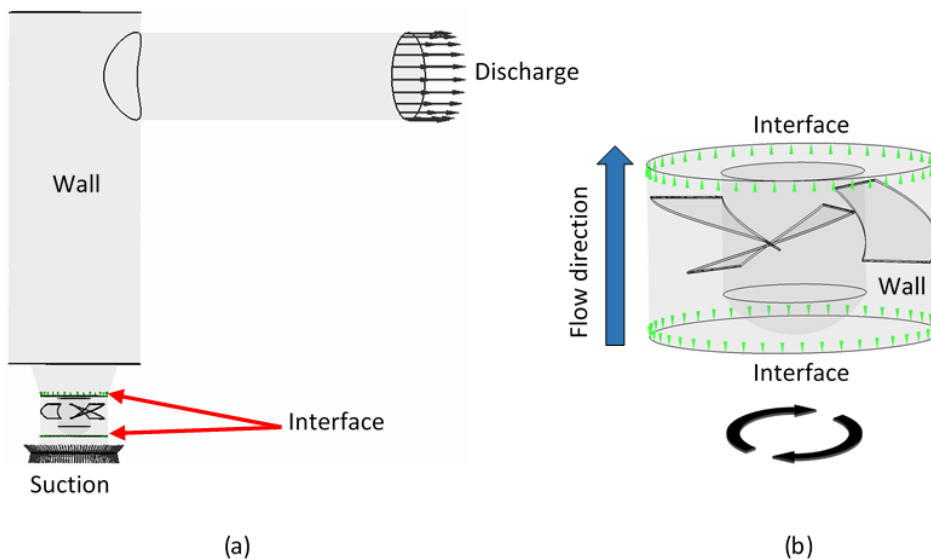 Discharge
Wall
Interface
Suction
(a)
Interface
Flow direction
Wall
Interface
(b)